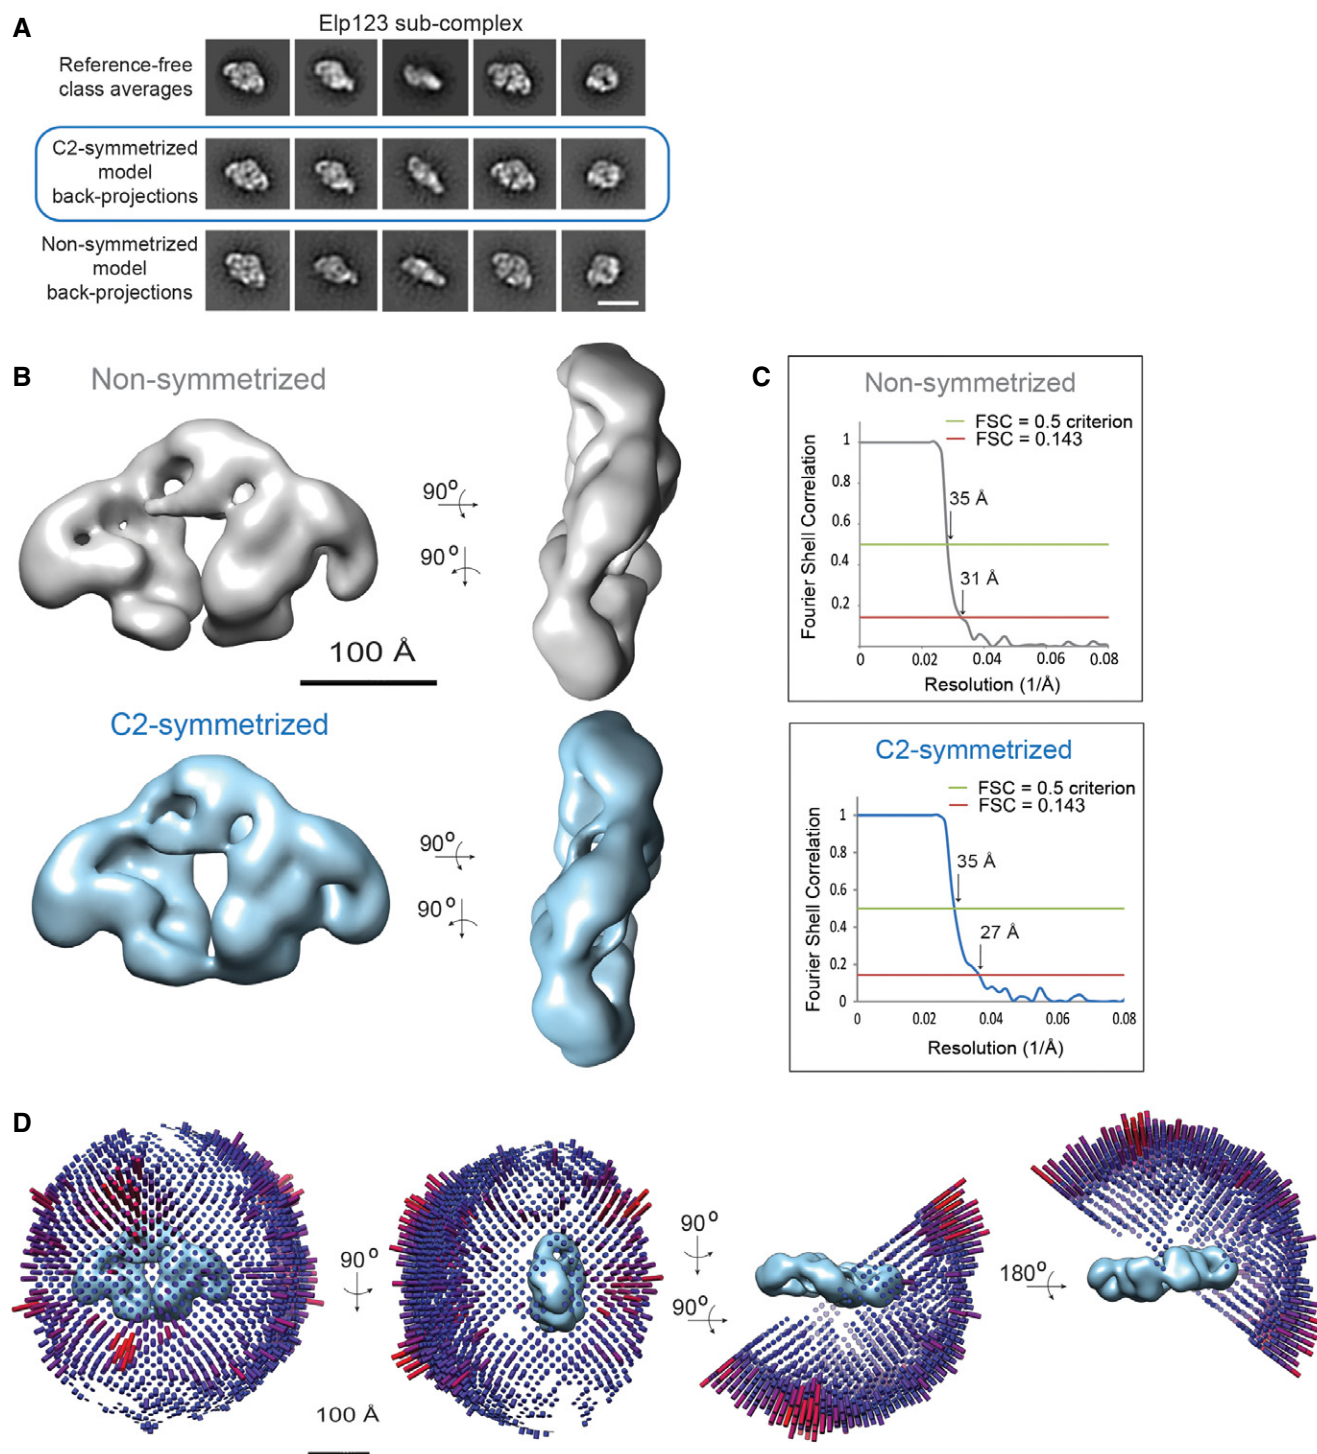 A
Elp123 sub-complex
Reference-free
class averages
C2-symmetrized
model
back-projections
Non-symmetrized
model
back-projections
B
Non-symmetrized
90°
90°
100 Å
C2-symmetrized
90°
90°
C
Non-symmetrized
FSC = 0.5 criterion
FSC = 0.143
Fourier Shell Correlation
1
0.8
0.6
0.4
0.2
35 Å
31 Å
0
0.02
0.04
0.06
0.08
Resolution (1/Å)
C2-symmetrized
FSC = 0.5 criterion
FSC = 0.143
Fourier Shell Correlation
1
0.8
0.6
0.4
0.2
0
35 Å
27 Å
0
0.02
0.04
0.06
0.08
Resolution (1/Å)
D
90°
90°
90°
180°
100 Å